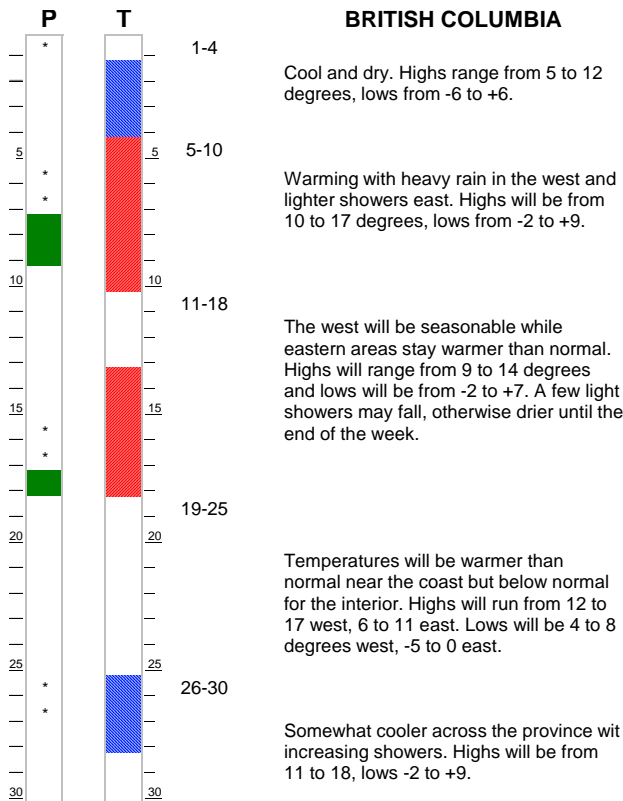 P T BRITISH COLUMBIA
*
1-4
Cool and dry. Highs range from 5 to 12
degrees, lows from -6 to +6.
5 5
5-10
*
*
Warming with heavy rain in the west and
lighter showers east. Highs will be from
10 to 17 degrees, lows from -2 to +9.
10 10
11-18
The west will be seasonable while
eastern areas stay warmer than normal.
Highs will range from 9 to 14 degrees
and lows will be from -2 to +7. A few light
showers may fall, otherwise drier until the
end of the week.
15 15
*
*
19-25
20 20
Temperatures will be warmer than
normal near the coast but below normal
for the interior. Highs will run from 12 to
17 west, 6 to 11 east. Lows will be 4 to 8
degrees west, -5 to 0 east.
25 25
*
*
26-30
Somewhat cooler across the province wit
increasing showers. Highs will be from
11 to 18, lows -2 to +9.
30 30